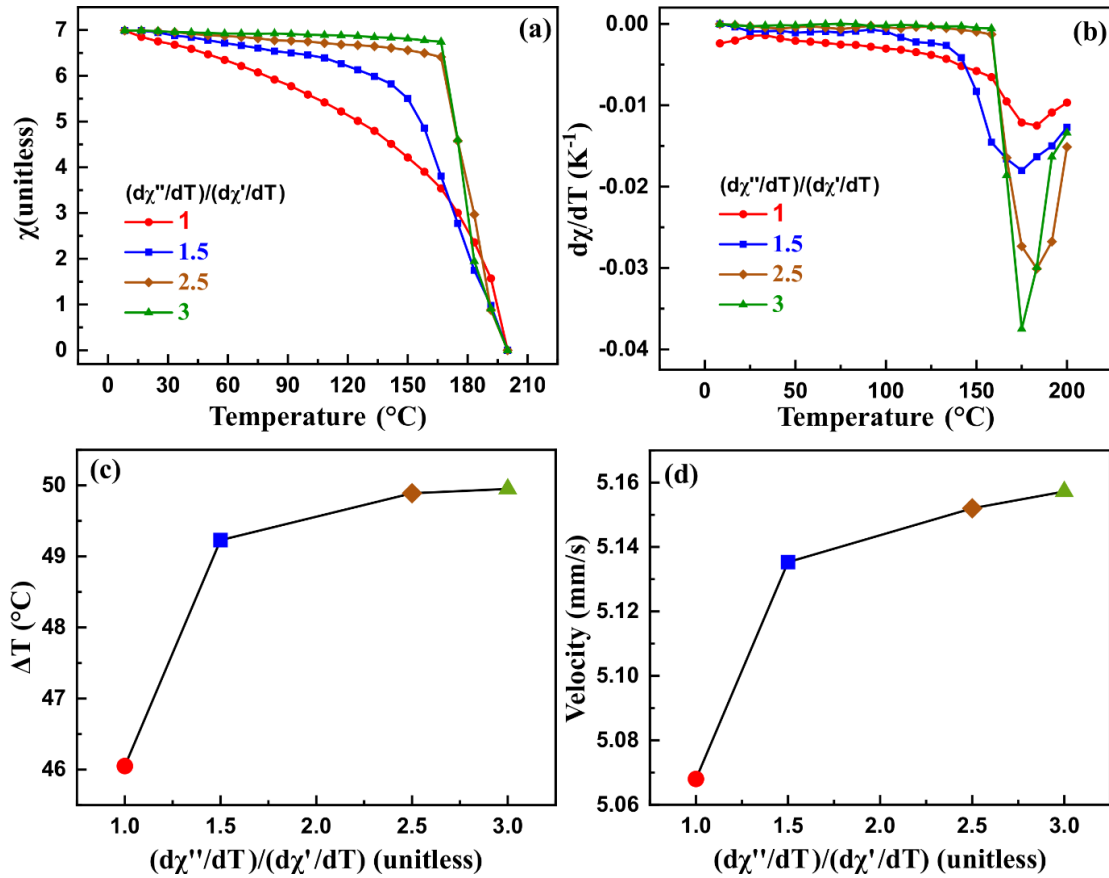 (a)
7
6
5
4
3
2
1
0
χ(unitless)
(dχ''/dT)/(dχ'/dT)
1
1.5
2.5
3
0 30 60 90 120 150 180 210
Temperature (°C)
(b)
0.00
-0.01
-0.02
-0.03
-0.04
dχ/dT (K⁻¹)
(dχ''/dT)/(dχ'/dT)
1
1.5
2.5
3
0 50 100 150 200
Temperature (°C)
(c)
50
49
48
47
46
ΔT (°C)
1.0 1.5 2.0 2.5 3.0
(dχ''/dT)/(dχ'/dT) (unitless)
(d)
5.16
5.14
5.12
5.10
5.08
5.06
Velocity (mm/s)
1.0 1.5 2.0 2.5 3.0
(dχ''/dT)/(dχ'/dT) (unitless)